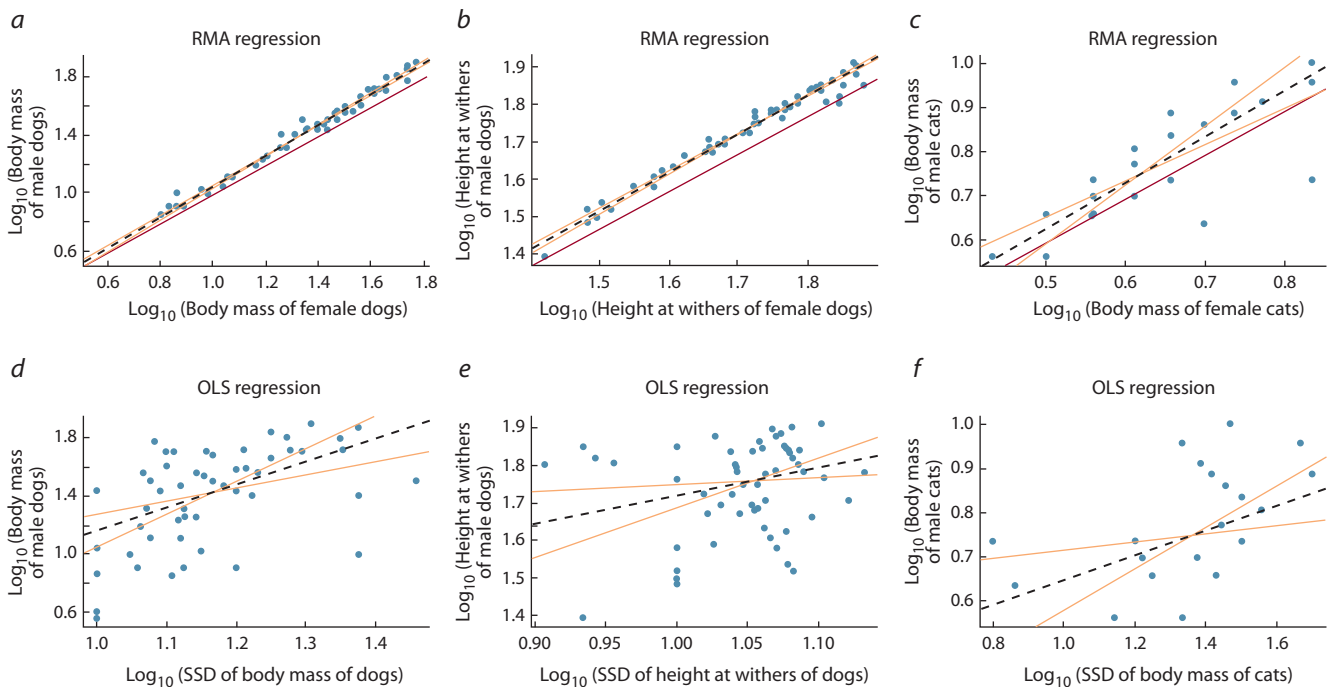 a
RMA regression
Log10 (Body mass
of male dogs)
1.8
1.4
1.0
0.6
0.6 0.8 1.0 1.2 1.4 1.6 1.8
Log10 (Body mass of female dogs)
b
RMA regression
Log10 (Height at withers
of male dogs)
1.9
1.8
1.7
1.6
1.5
1.4
1.5 1.6 1.7 1.8
Log10 (Height at withers of female dogs)
c
RMA regression
Log10 (Body mass
of male cats)
1.0
0.9
0.8
0.7
0.6
0.5 0.6 0.7 0.8
Log10 (Body mass of female cats)
d
OLS regression
Log10 (Body mass
of male dogs)
1.8
1.4
1.0
0.6
1.0 1.1 1.2 1.3 1.4
Log10 (SSD of body mass of dogs)
e
OLS regression
Log10 (Height at withers
of male dogs)
1.9
1.8
1.7
1.6
1.5
1.4
0.90 0.95 1.00 1.05 1.10
Log10 (SSD of height at withers of dogs)
f
OLS regression
Log10 (Body mass
of male cats)
1.0
0.9
0.8
0.7
0.6
0.8 1.0 1.2 1.4 1.6
Log10 (SSD of body mass of cats)